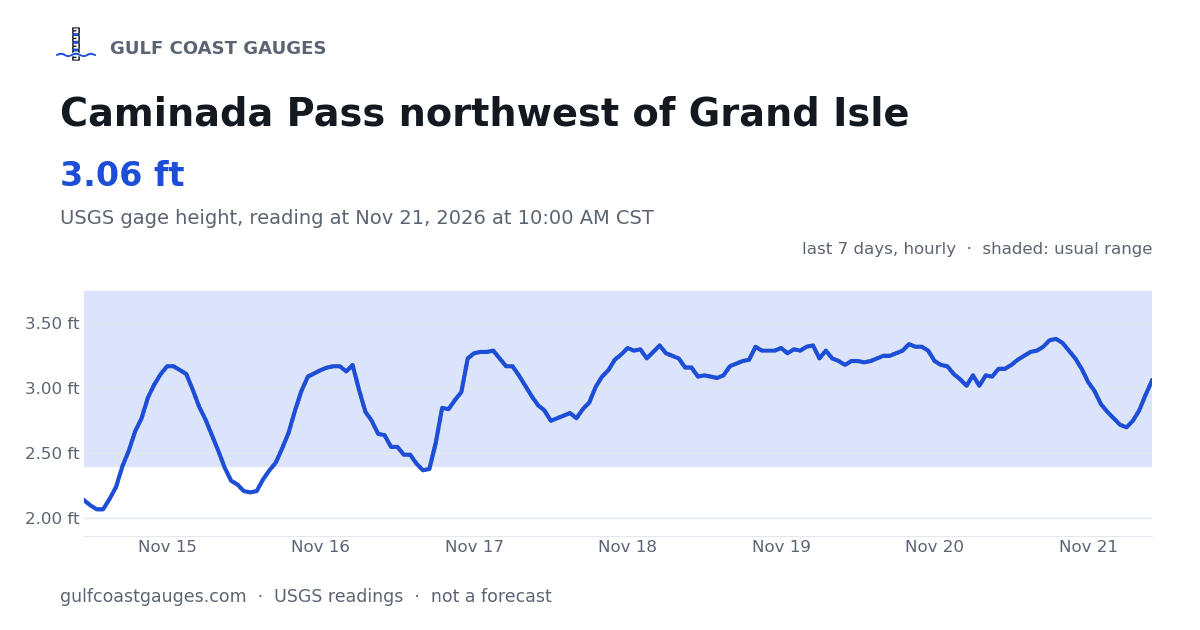 GULF COAST GAUGES
Caminada Pass northwest of Grand Isle
3.06 ft
USGS gage height, reading at Nov 21, 2026 at 10:00 AM CST
last 7 days, hourly · shaded: usual range
3.50 ft
3.00 ft
2.50 ft
2.00 ft
Nov 15 Nov 16 Nov 17 Nov 18 Nov 19 Nov 20 Nov 21
gulfcoastgauges.com · USGS readings · not a forecast